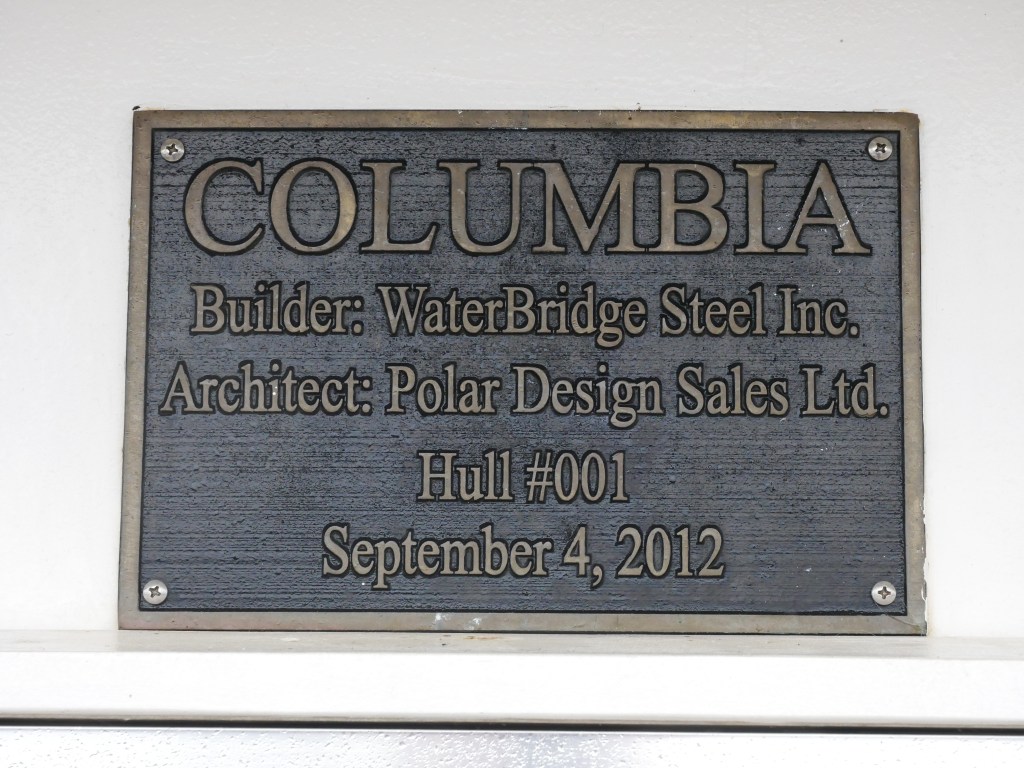 COLUMBIA
Builder: WaterBridge Steel Inc.
Architect: Polar Design Sales Ltd.
Hull #001
September 4, 2012